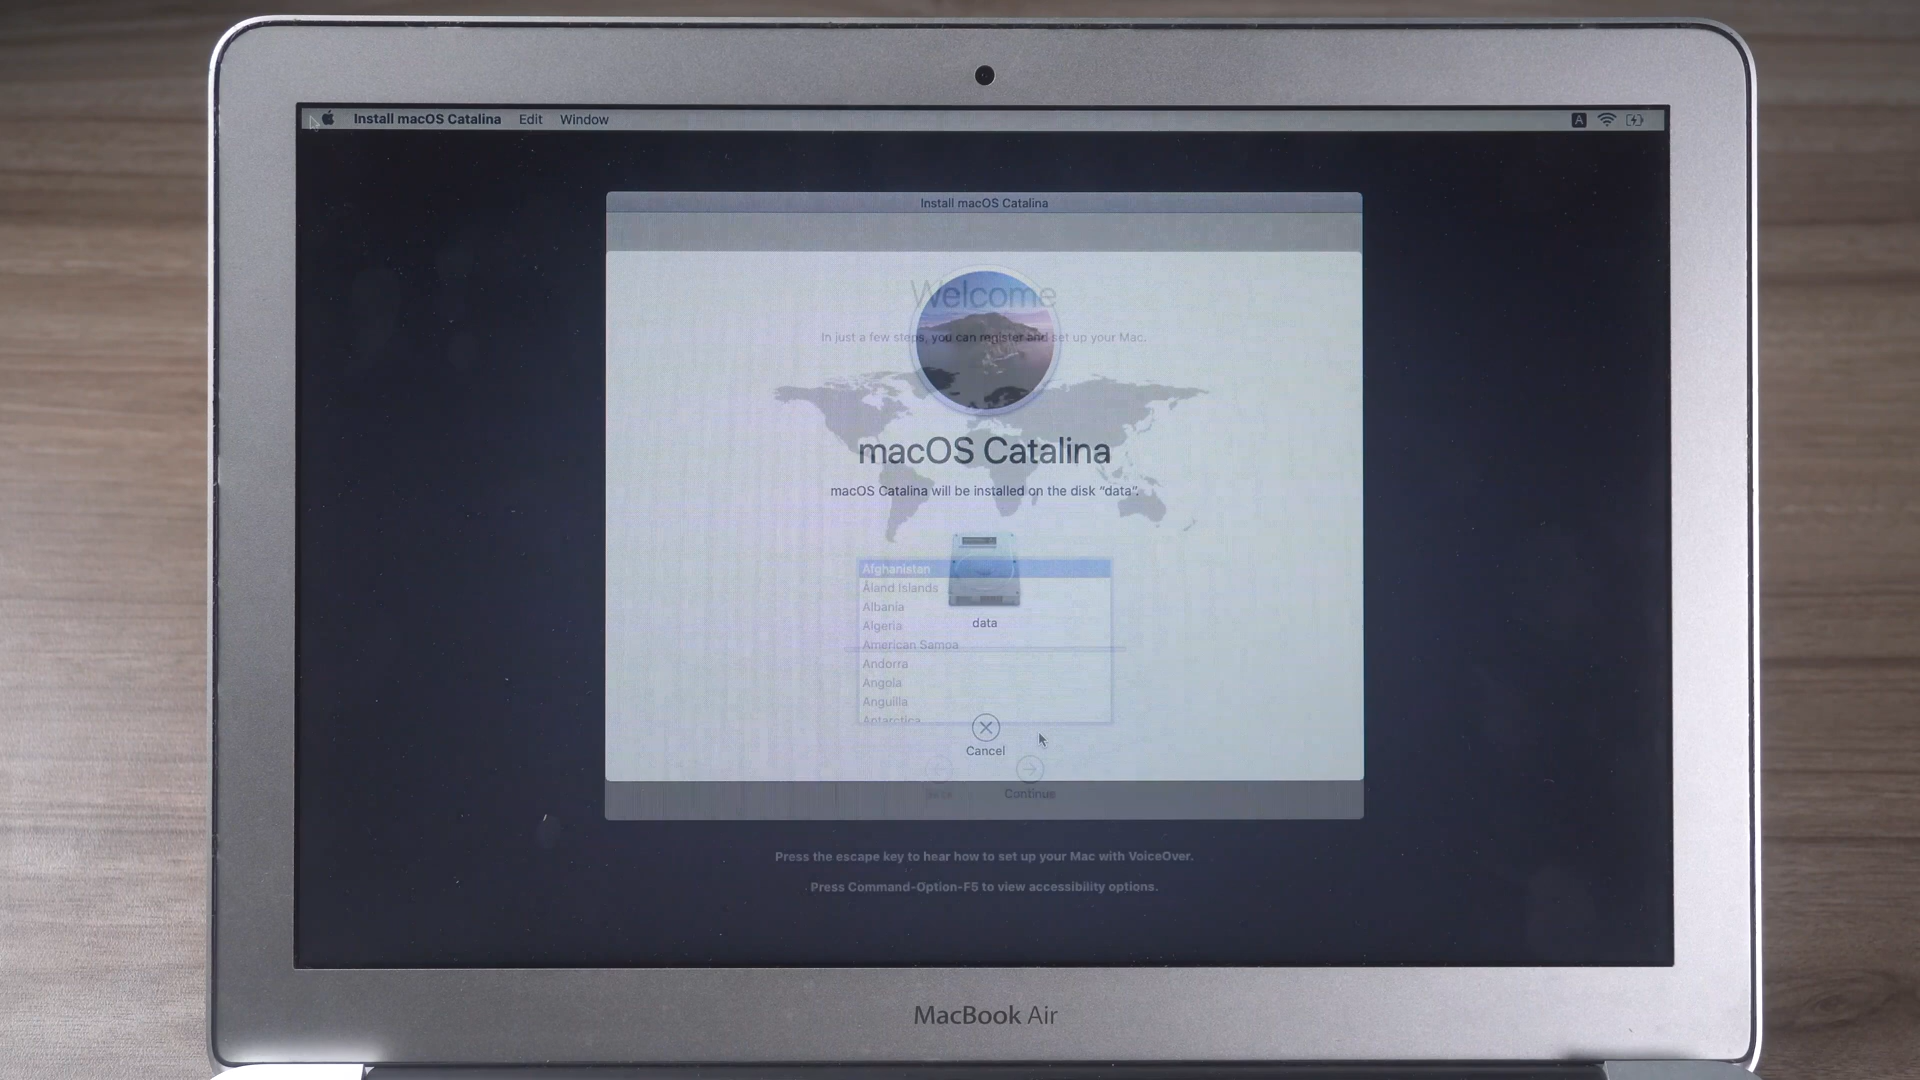 Install macOS Catalina Edit Window
A
Install macOS Catalina
Welcome
In just a few steps, you can register and set up your Mac.
macOS Catalina
macOS Catalina will be installed on the disk “data”.
Afghanistan
Åland Islands
Albania
Algeria
data
American Samoa
Andorra
Angola
Anguilla
Antarctica
Cancel
Back Continue
Press the escape key to hear how to set up your Mac with VoiceOver.
Press Command-Option-F5 to view accessibility options.
MacBook Air